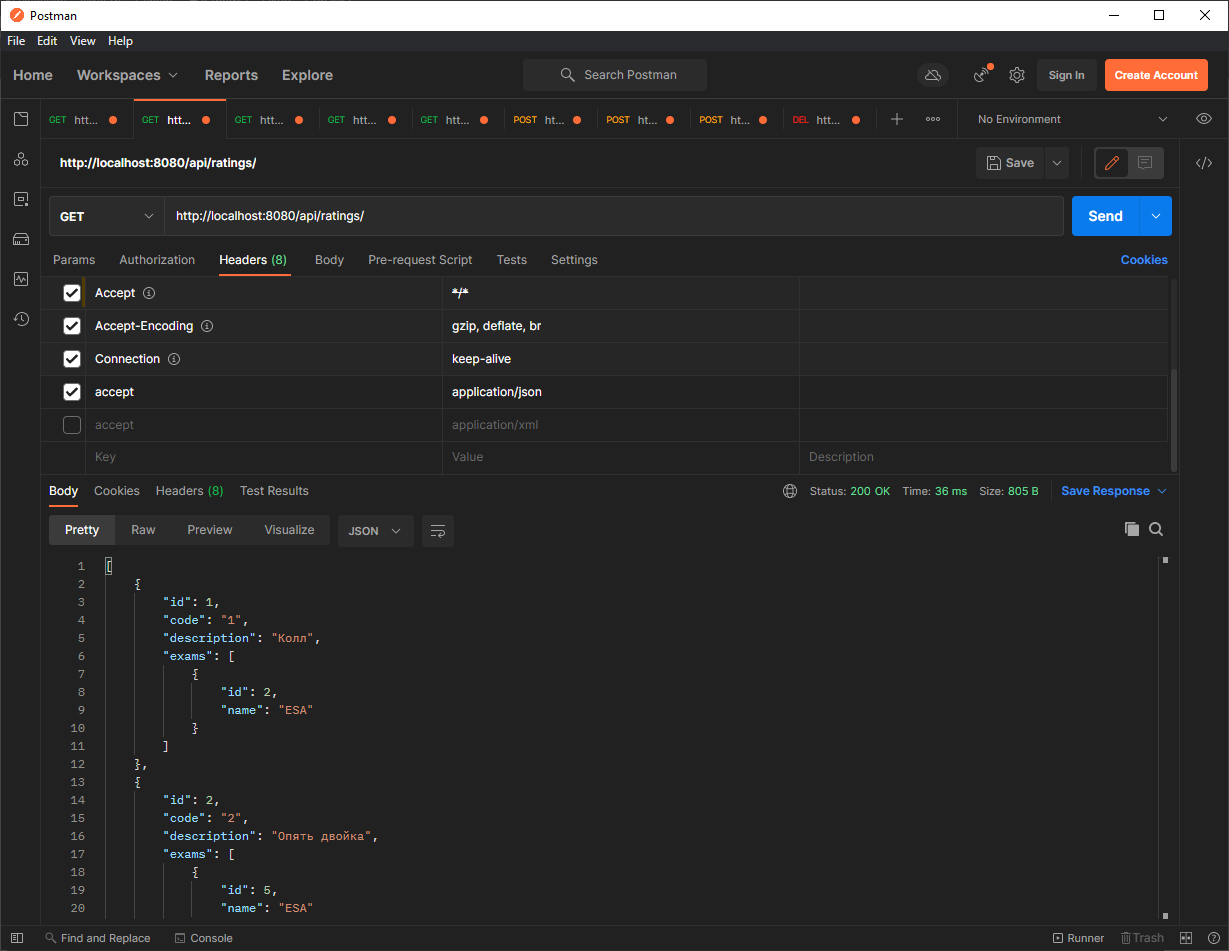 Postman
File Edit View Help
Home Workspaces Reports Explore Search Postman Sign In Create Account
GET htt... GET htt... GET htt... GET htt... GET htt... POST ht... POST ht... POST ht... DEL htt... No Environment
http://localhost:8080/api/ratings/ Save
GET http://localhost:8080/api/ratings/ Send
Params Authorization Headers (8) Body Pre-request Script Tests Settings Cookies
Accept */*
Accept-Encoding gzip, deflate, br
Connection keep-alive
accept application/json
accept application/xml
Key Value Description
Body Cookies Headers (8) Test Results Status: 200 OK Time: 36 ms Size: 805 B Save Response
Pretty Raw Preview Visualize JSON
1 [
2 {
3 "id": 1,
4 "code": "1",
5 "description": "Колл",
6 "exams": [
7 {
8 "id": 2,
9 "name": "ESA"
10 }
11 ]
12 },
13 {
14 "id": 2,
15 "code": "2",
16 "description": "Опять двойка",
17 "exams": [
18 {
19 "id": 5,
20 "name": "ESA"
Find and Replace Console Runner Trash